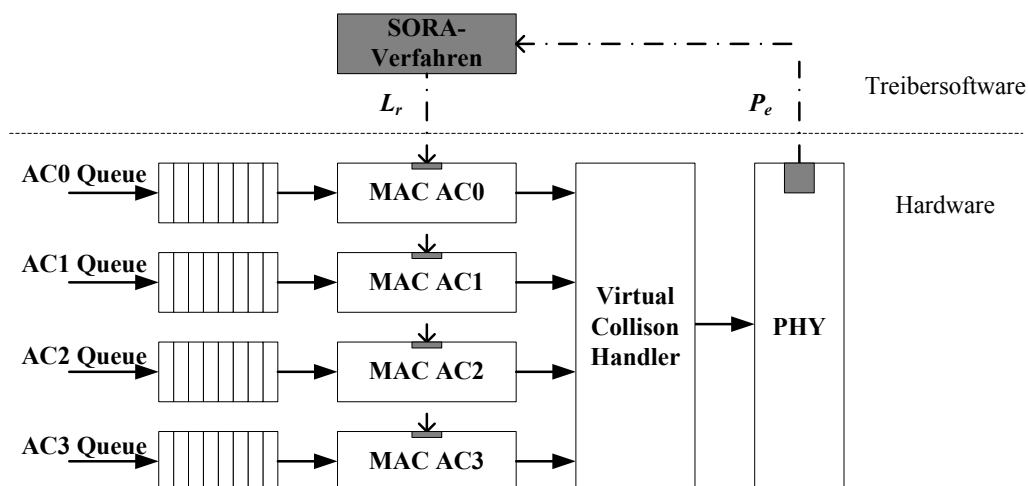 SORA-
Verfahren
Treibersoftware
L_r
P_e
AC0 Queue
MAC AC0
Hardware
AC1 Queue
MAC AC1
Virtual
Collison
Handler
PHY
AC2 Queue
MAC AC2
AC3 Queue
MAC AC3